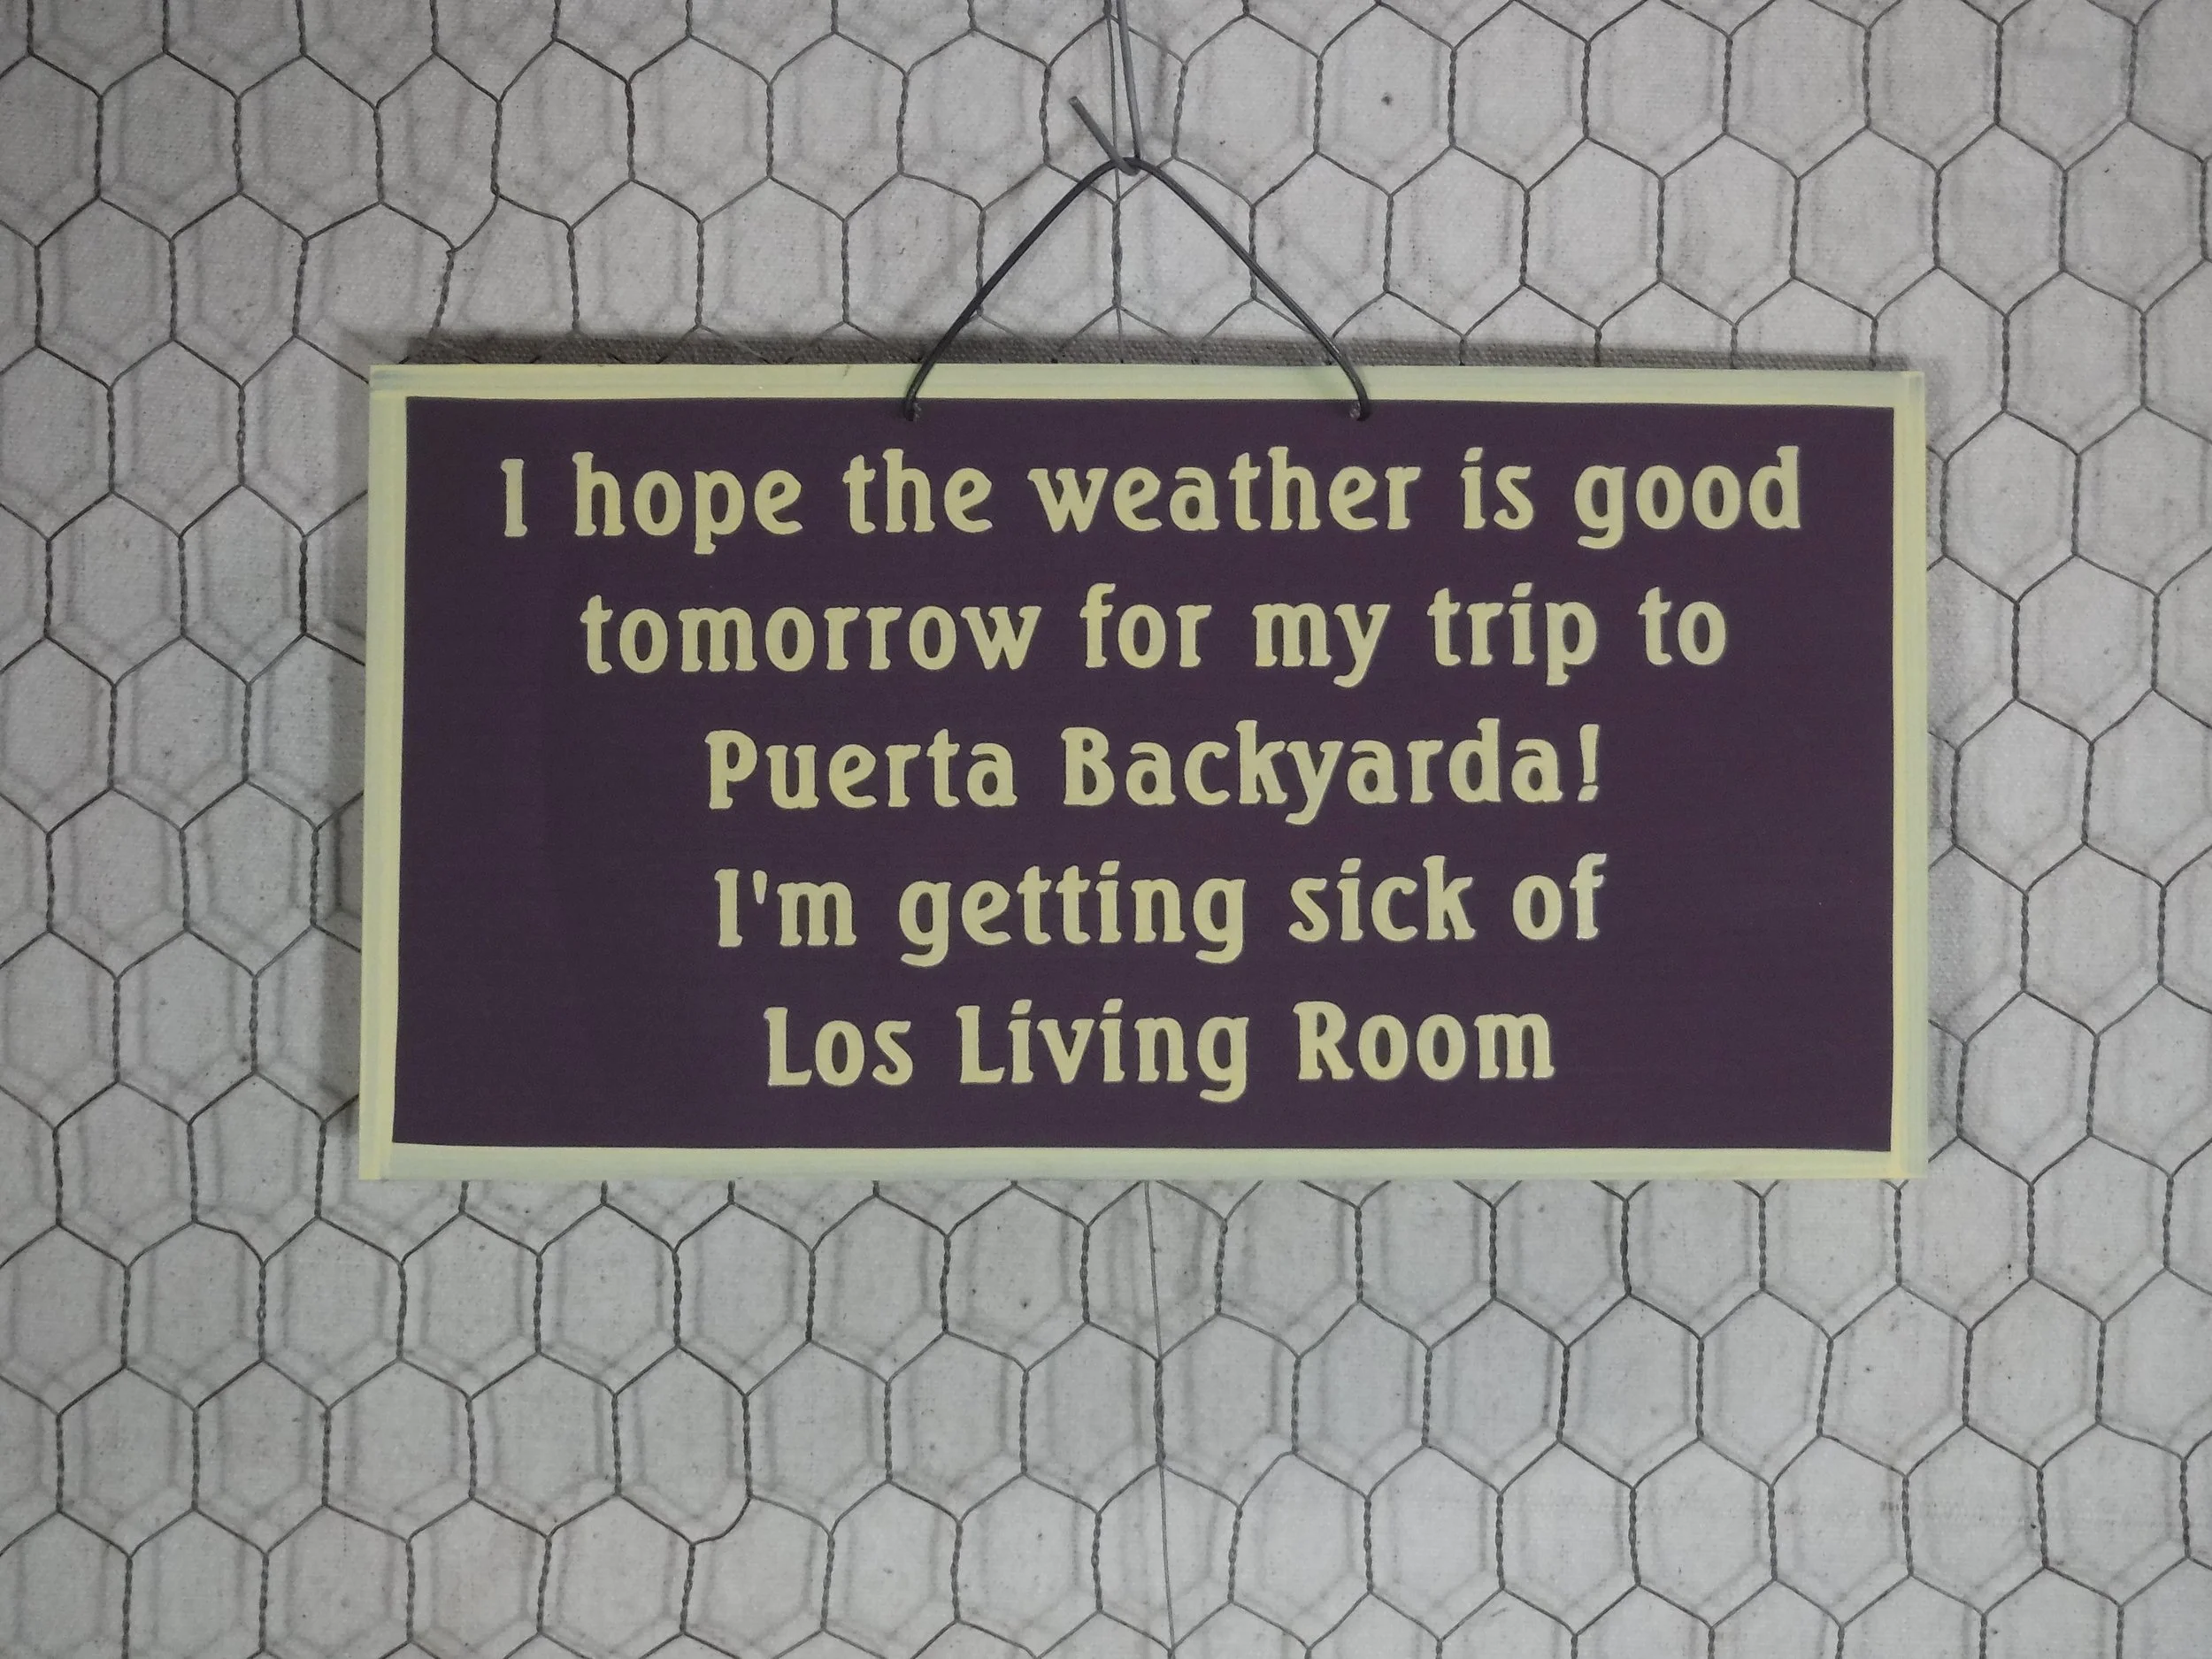 I hope the weather is good
tomorrow for my trip to
Puerta Backyarda!
I'm getting sick of
Los Living Room